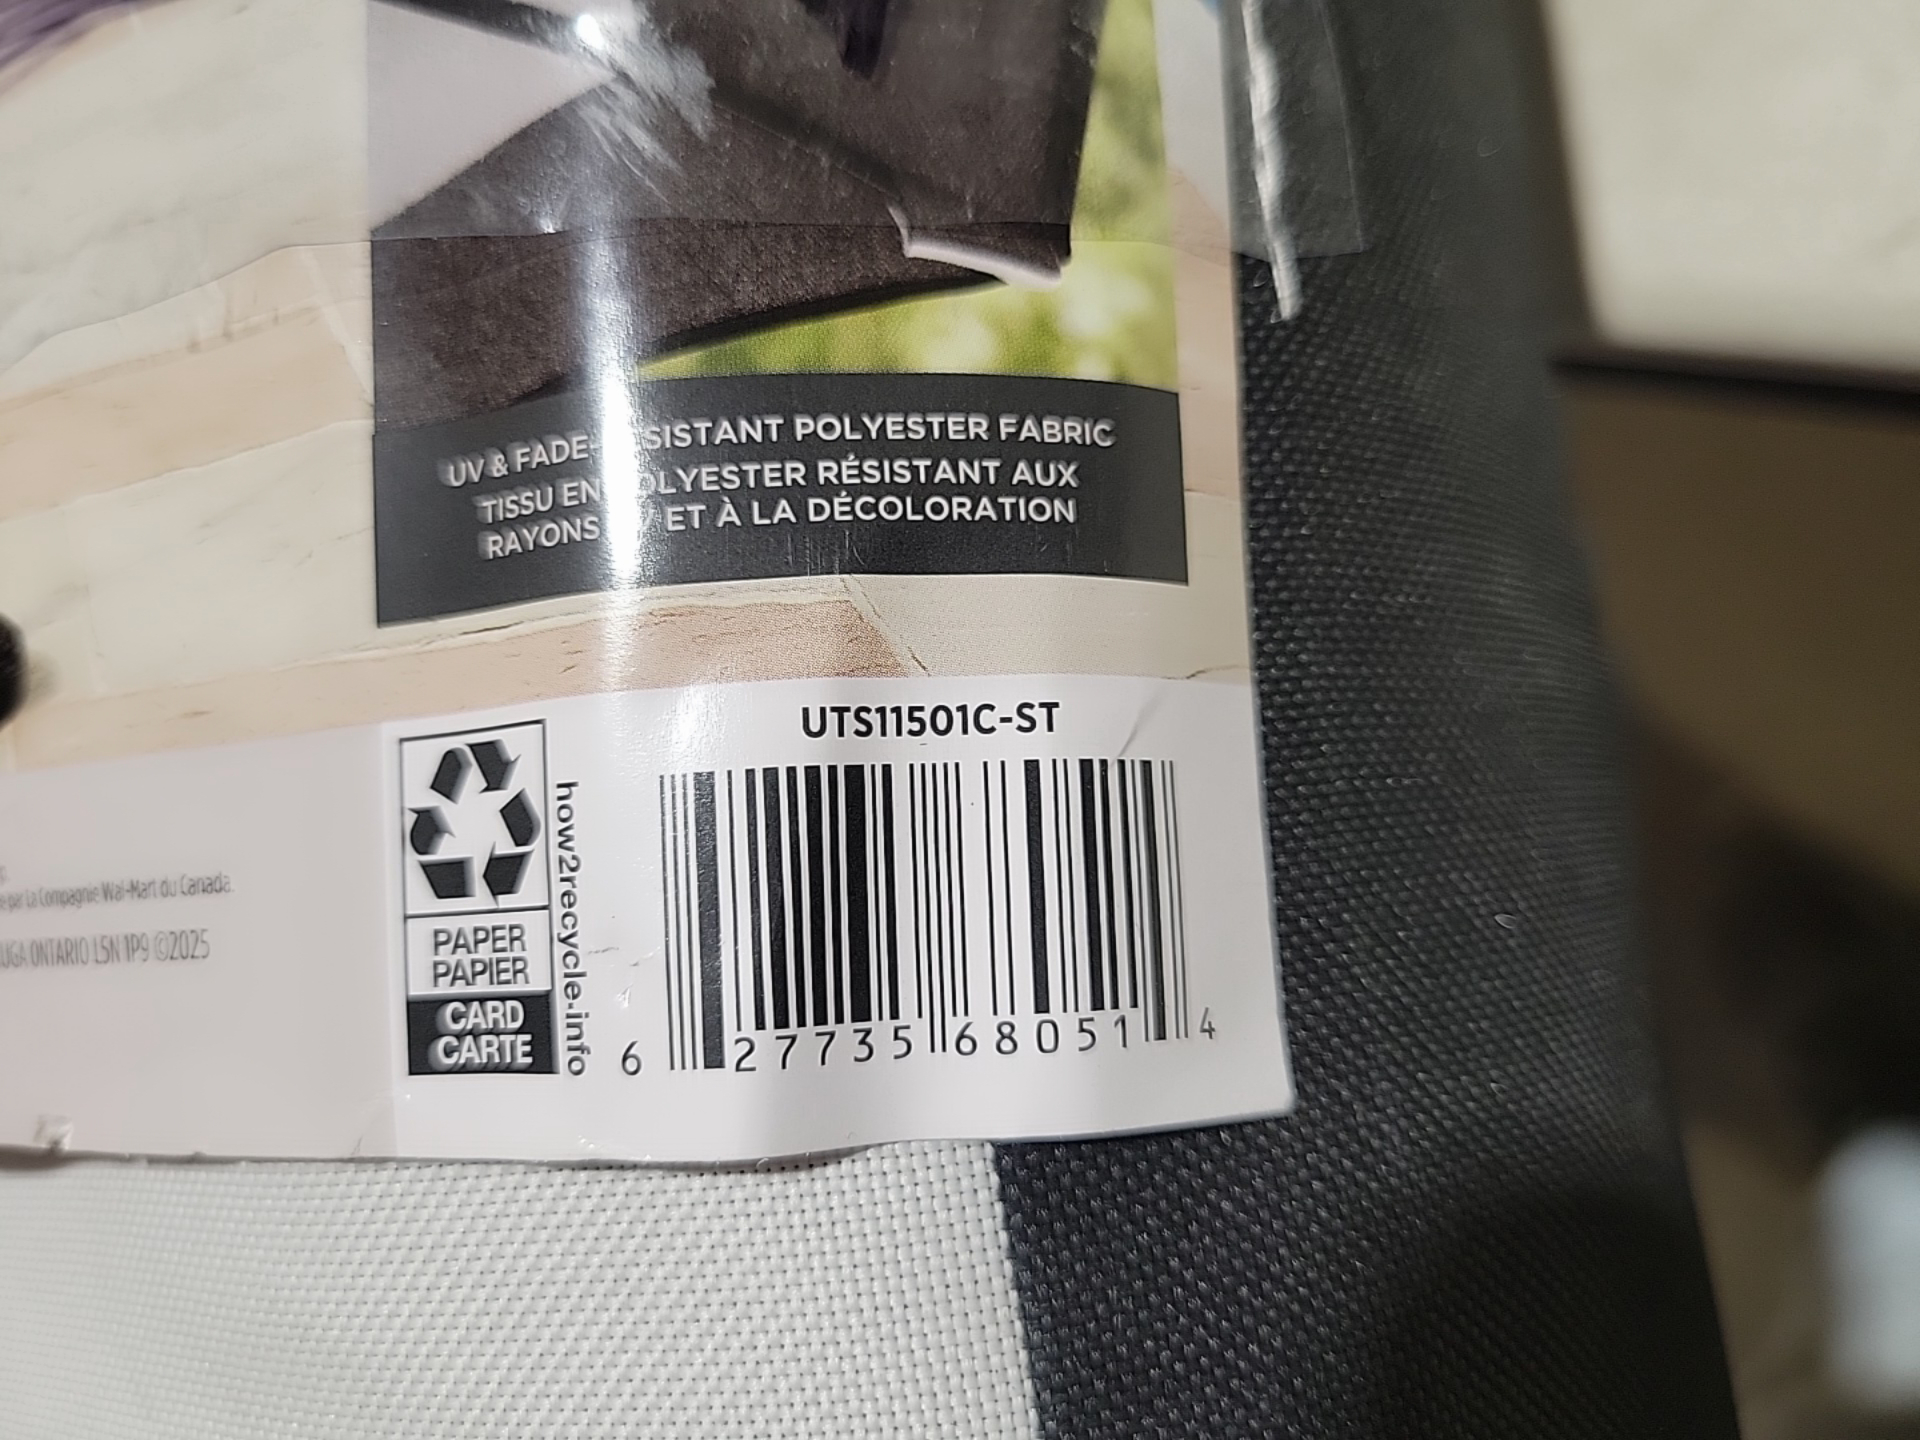 UV & FADE SISTANT POLYESTER FABRIC
TISSU EN OLYESTER RÉSISTANT AUX
RAYONS ET À LA DÉCOLORATION
UTS11501C-ST
how2recycle.info
PAPER
PAPIER
CARD
CARTE
6 27735 68051 4
par La Compagnie Wal-Mart du Canada.
UGA ONTARIO L5N 1P9 ©2025